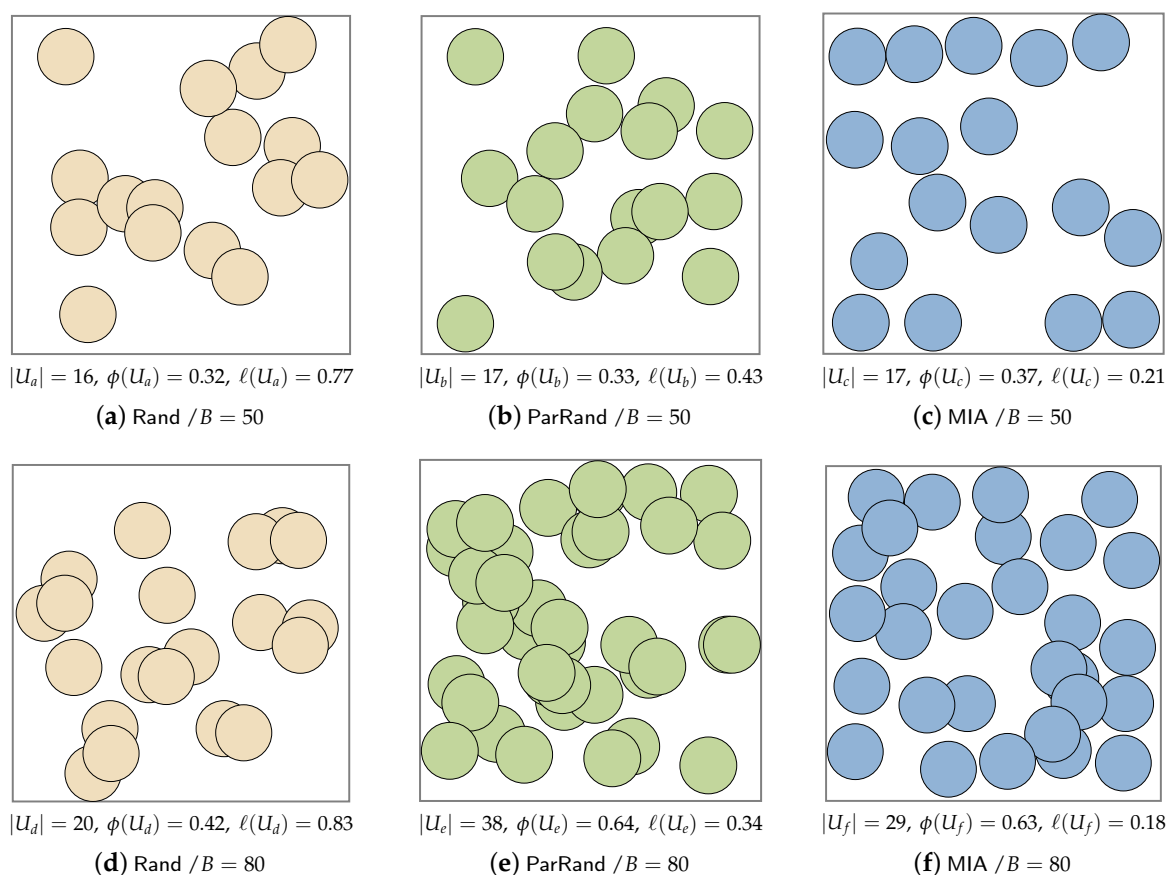 |U_a| = 16, ϕ(U_a) = 0.32, ℓ(U_a) = 0.77
|U_b| = 17, ϕ(U_b) = 0.33, ℓ(U_b) = 0.43
|U_c| = 17, ϕ(U_c) = 0.37, ℓ(U_c) = 0.21
(a) Rand /B = 50
(b) ParRand /B = 50
(c) MIA /B = 50
|U_d| = 20, ϕ(U_d) = 0.42, ℓ(U_d) = 0.83
|U_e| = 38, ϕ(U_e) = 0.64, ℓ(U_e) = 0.34
|U_f| = 29, ϕ(U_f) = 0.63, ℓ(U_f) = 0.18
(d) Rand /B = 80
(e) ParRand /B = 80
(f) MIA /B = 80